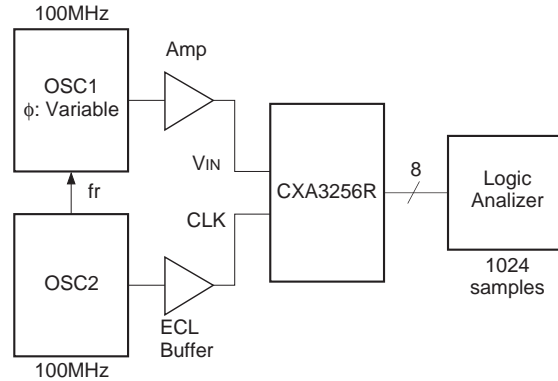 100MHz
OSC1
ϕ: Variable
Amp
VIN
fr
CLK
OSC2
ECL
Buffer
100MHz
CXA3256R
8
Logic
Analizer
1024
samples